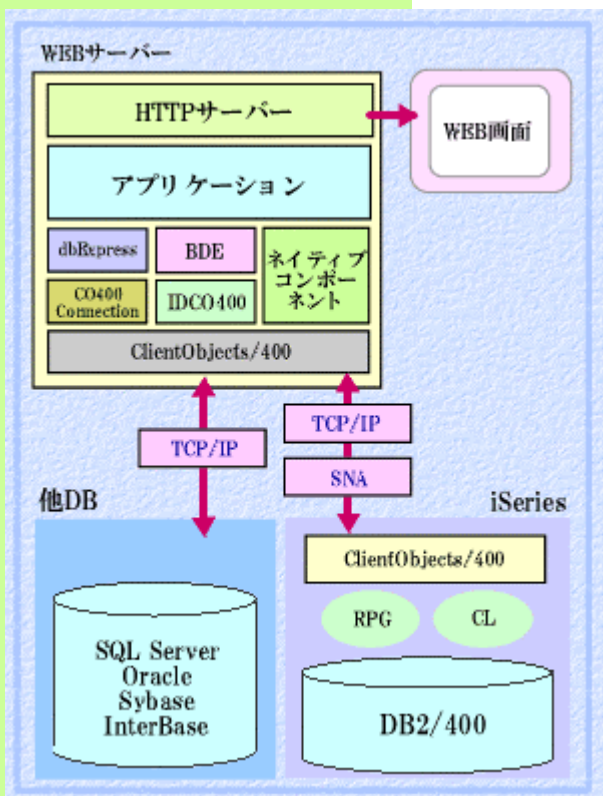 WEBサーバー
HTTPサーバー
WEB画面
アプリケーション
dbExpress
BDE
ネイティブ
コンポー
ネント
CO400
Connection
IDCO400
ClientObjects/400
TCP/IP
TCP/IP
SNA
他DB
iSeries
ClientObjects/400
RPG
CL
SQL Server
Oracle
Sybase
InterBase
DB2/400